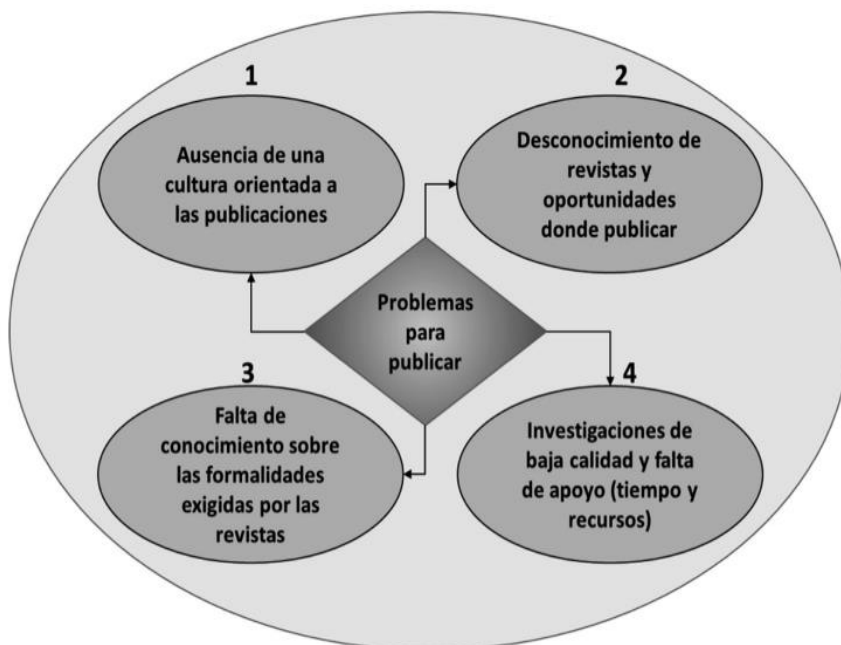 1
Ausencia de una
cultura orientada a
las publicaciones
2
Desconocimiento de
revistas y
oportunidades
donde publicar
Problemas
para
publicar
3
Falta de
conocimiento sobre
las formalidades
exigidas por las
revistas
4
Investigaciones de
baja calidad y falta
de apoyo (tiempo y
recursos)